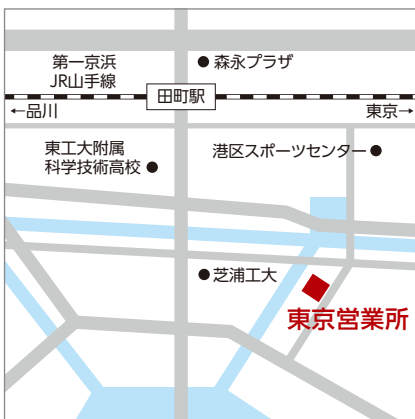 第一京浜
JR山手線
森永プラザ
田町駅
←品川
東京→
東工大附属
科学技術高校
港区スポーツセンター
芝浦工大
東京営業所